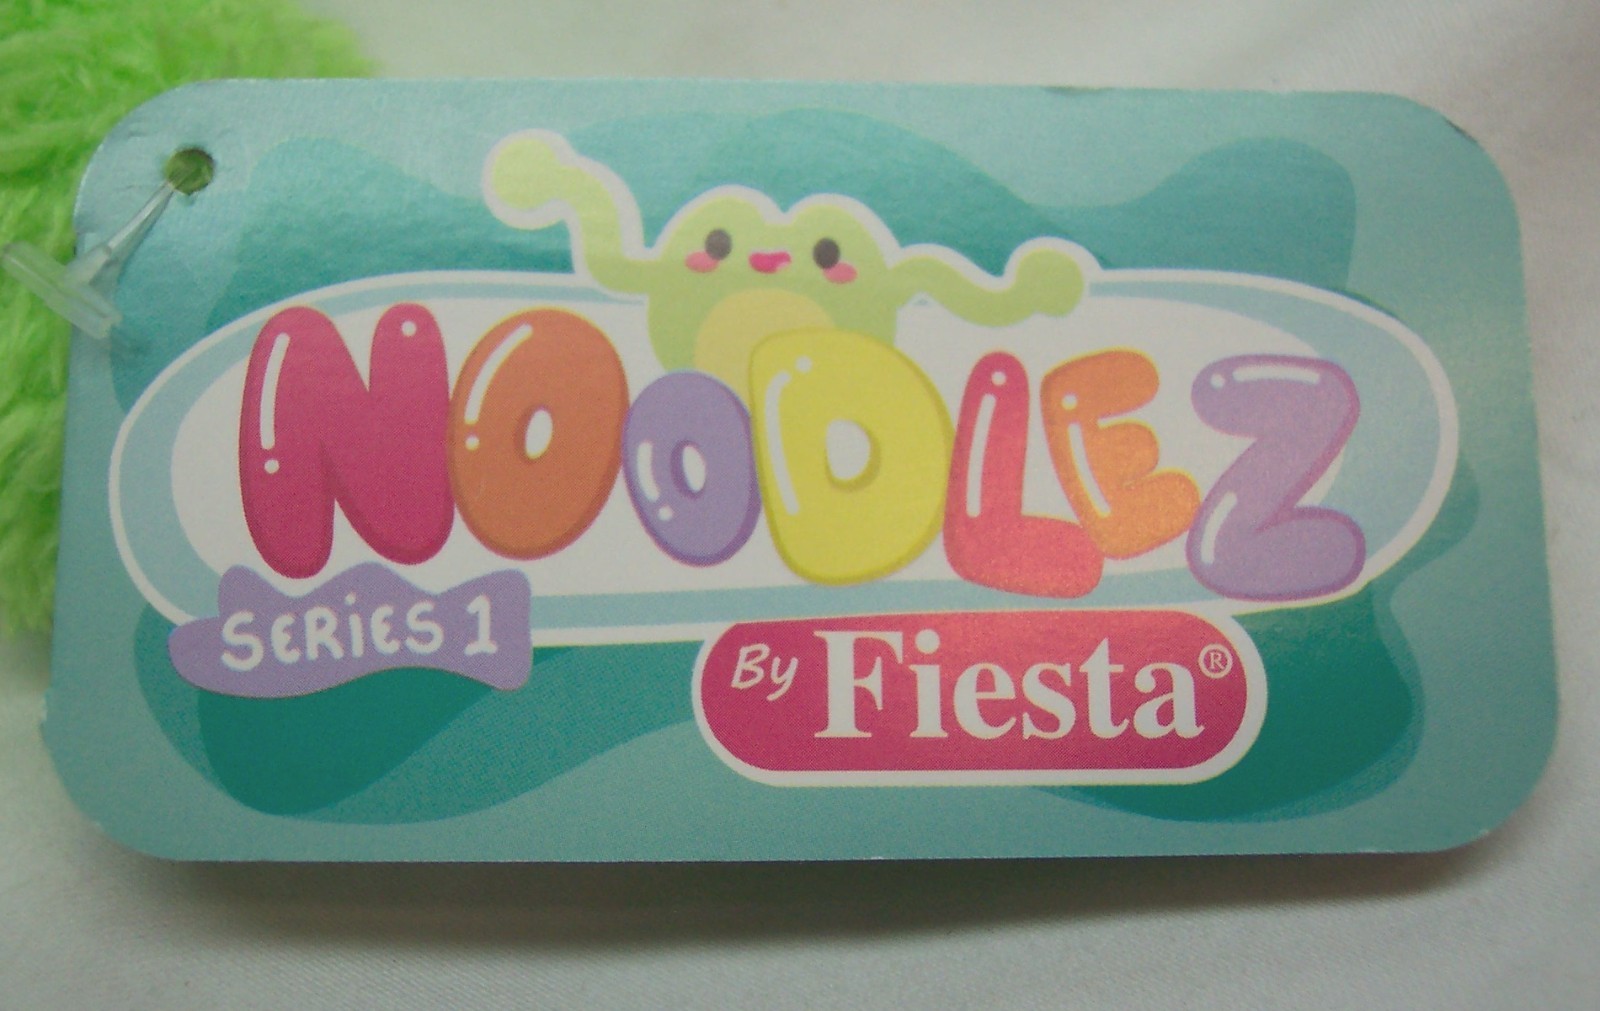 NOODLEZ
SERiES 1
By Fiesta®